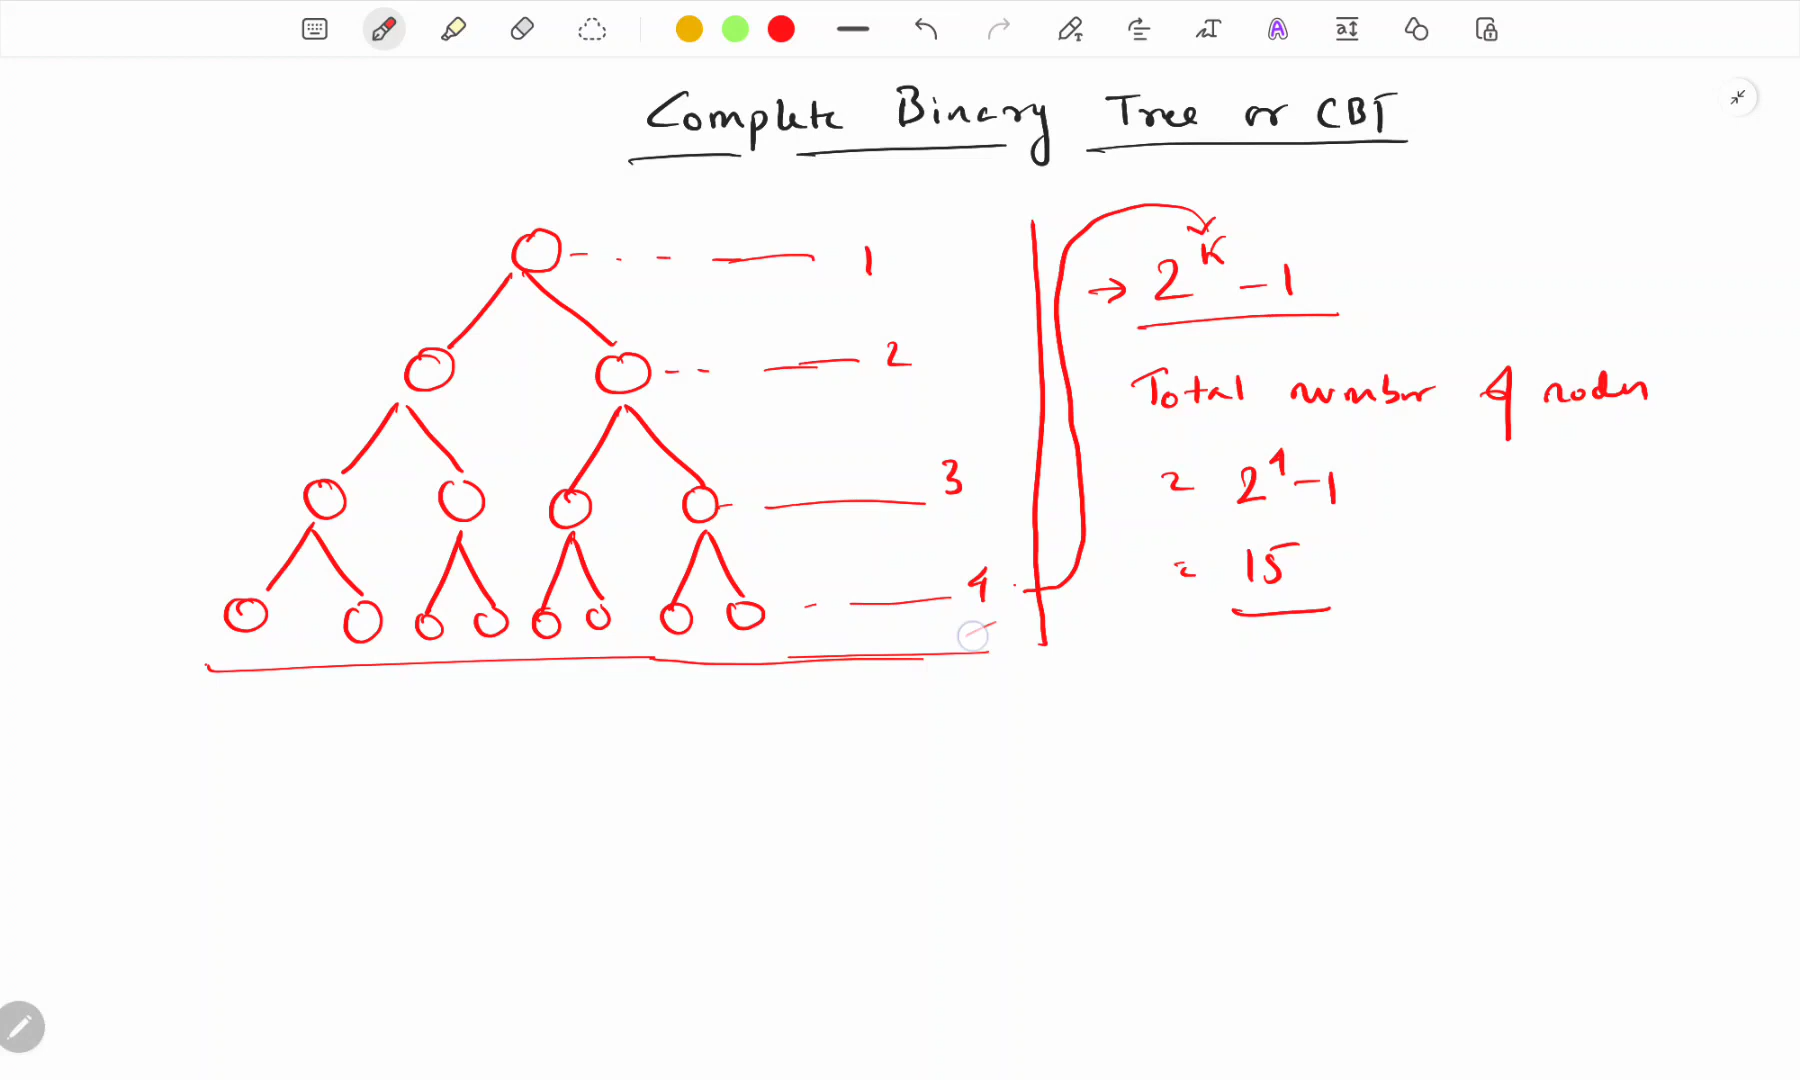 Complete Binary Tree or CBT
1
2
3
4
→ 2^K - 1
Total number of nodes
= 2^4 - 1
= 15